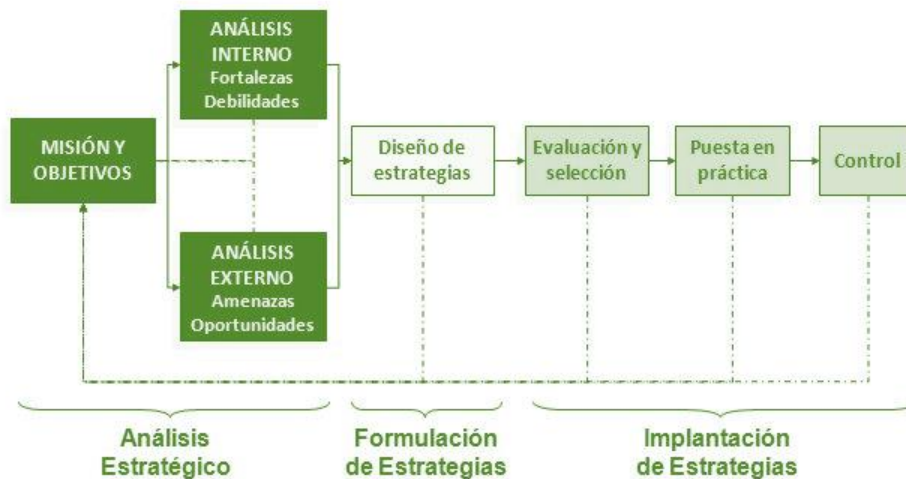 ANÁLISIS
INTERNO
Fortalezas
Debilidades
MISIÓN Y
OBJETIVOS
ANÁLISIS
EXTERNO
Amenazas
Oportunidades
Diseño de
estrategias
Evaluación y
selección
Puesta en
práctica
Control
Análisis
Estratégico
Formulación
de Estrategias
Implantación
de Estrategias